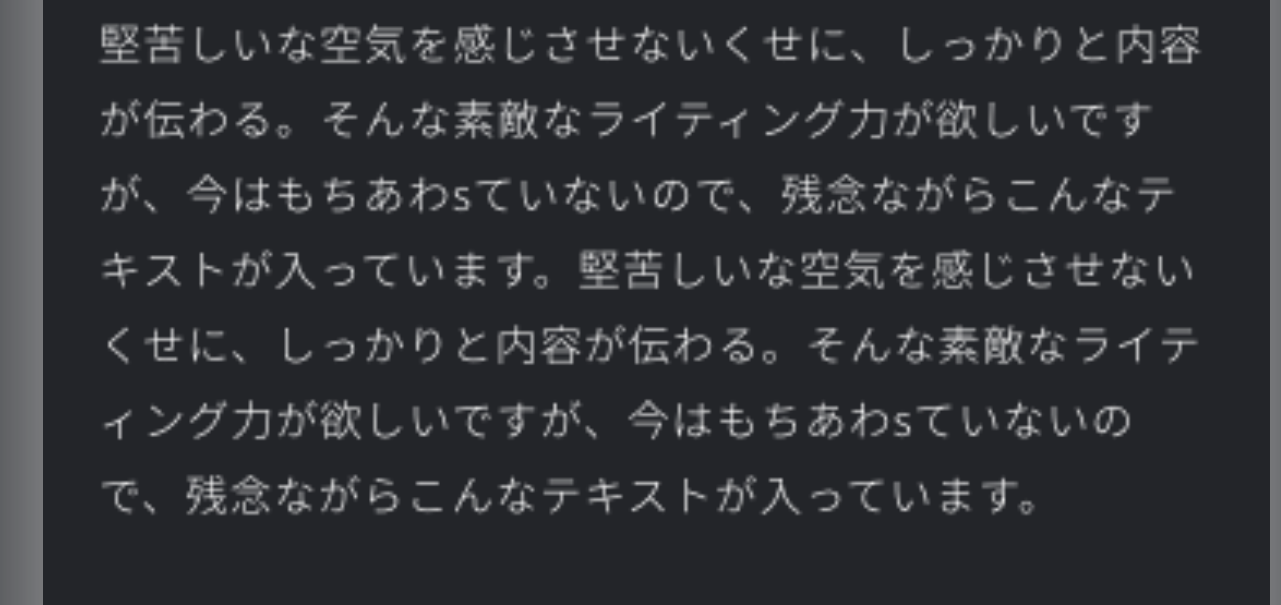 堅苦しいな空気を感じさせないくせに、しっかりと内容
が伝わる。そんな素敵なライティング力が欲しいです
が、今はもちあわsていないので、残念ながらこんなテ
キストが入っています。堅苦しいな空気を感じさせない
くせに、しっかりと内容が伝わる。そんな素敵なライテ
ィング力が欲しいですが、今はもちあわsていないの
で、残念ながらこんなテキストが入っています。